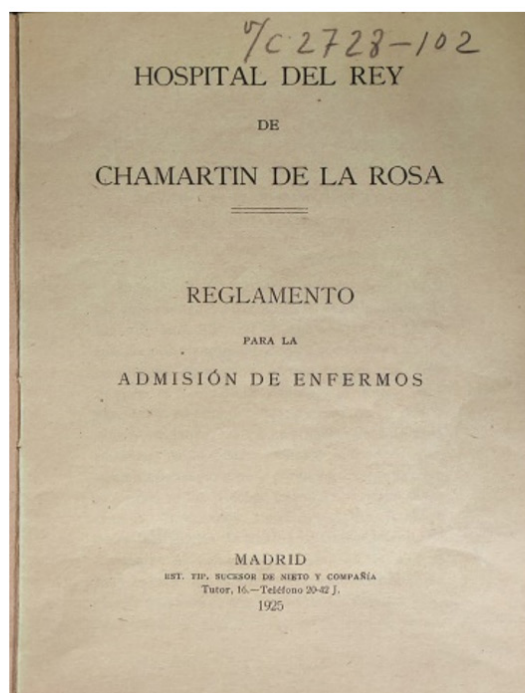 V/C 2728-102
HOSPITAL DEL REY
DE
CHAMARTIN DE LA ROSA
REGLAMENTO
PARA LA
ADMISIÓN DE ENFERMOS
MADRID
EST. TIP. SUCESOR DE NIETO Y COMPAÑÍA
Tutor, 16.—Teléfono 20-42 J.
1925